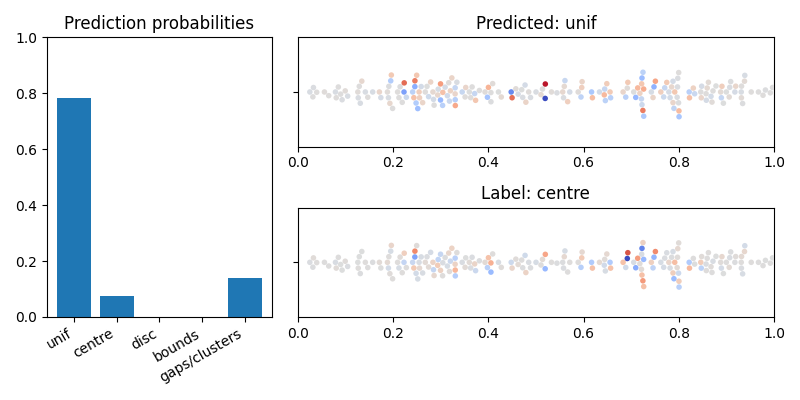 Prediction probabilities
1.0
0.8
0.6
0.4
0.2
0.0
unif
centre
disc
bounds
gaps/clusters
Predicted: unif
0.0 0.2 0.4 0.6 0.8 1.0
Label: centre
0.0 0.2 0.4 0.6 0.8 1.0